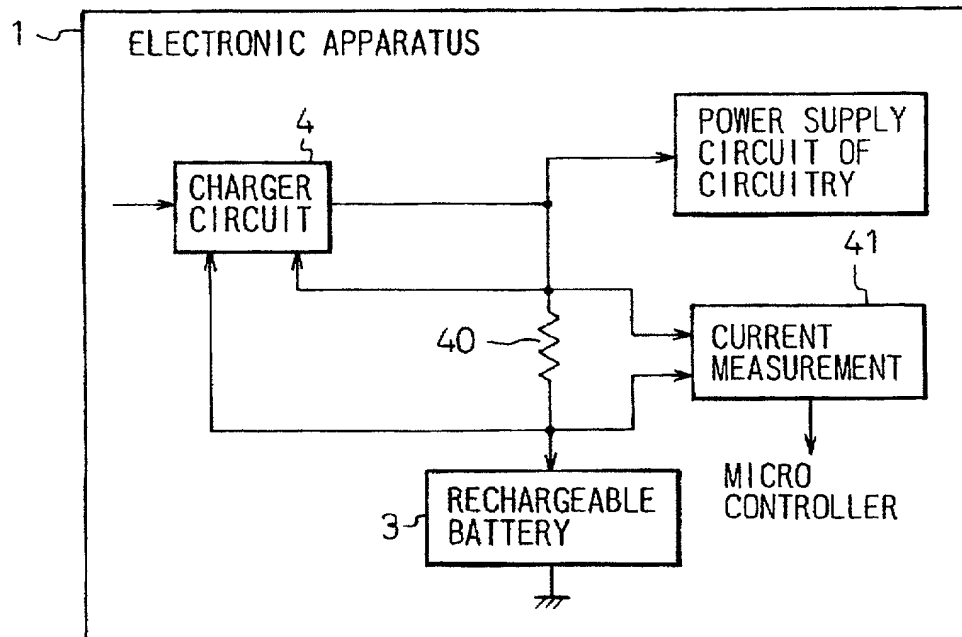 1
ELECTRONIC APPARATUS
4
CHARGER
CIRCUIT
POWER SUPPLY
CIRCUIT OF
CIRCUITRY
41
40
CURRENT
MEASUREMENT
MICRO
CONTROLLER
3
RECHARGEABLE
BATTERY